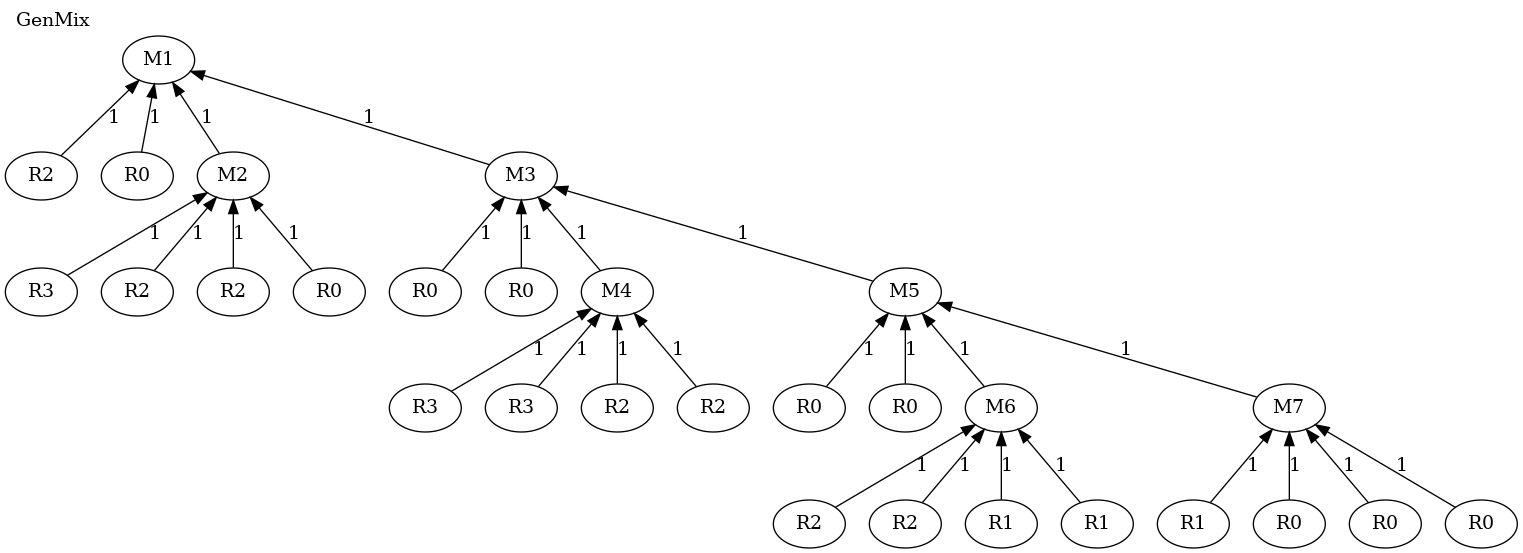 GenMix
M1
1 1 1 1
R2 R0 M2 M3
1 1 1 1 1 1 1 1
R3 R2 R2 R0 R0 R0 M4 M5
1 1 1 1 1 1 1 1
R3 R3 R2 R2 R0 R0 M6 M7
1 1 1 1 1 1 1 1
R2 R2 R1 R1 R1 R0 R0 R0